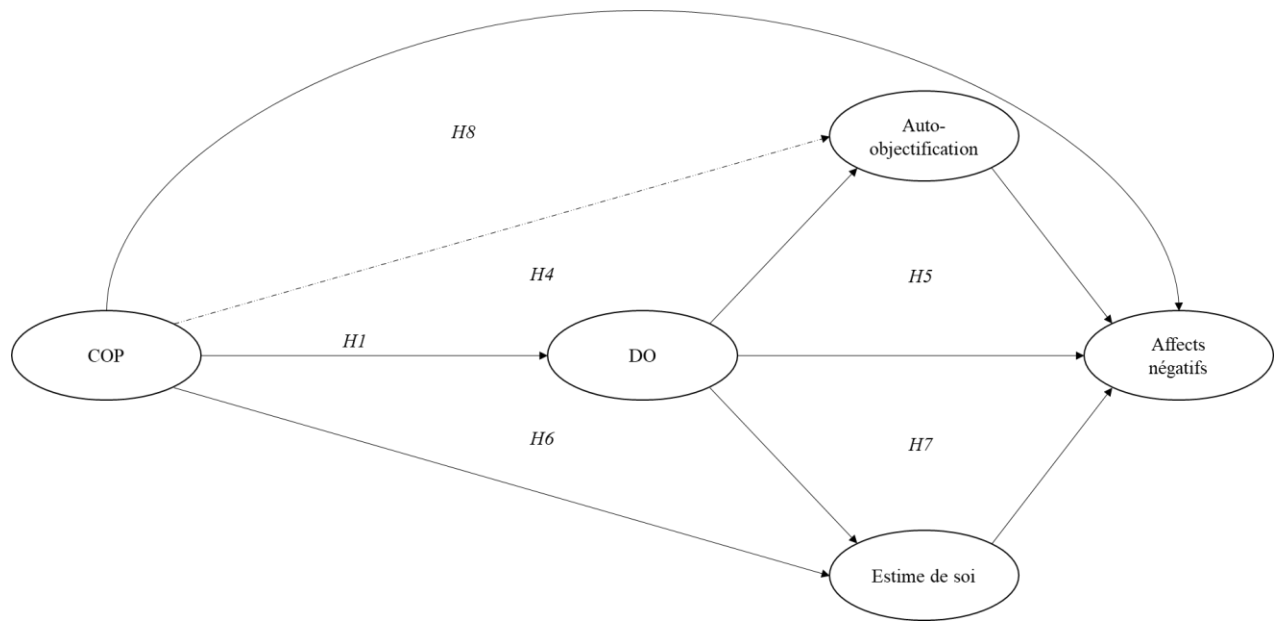 H8
Auto-
objectification
H4
H5
H1
COP
DO
Affects
négatifs
H6
H7
Estime de soi